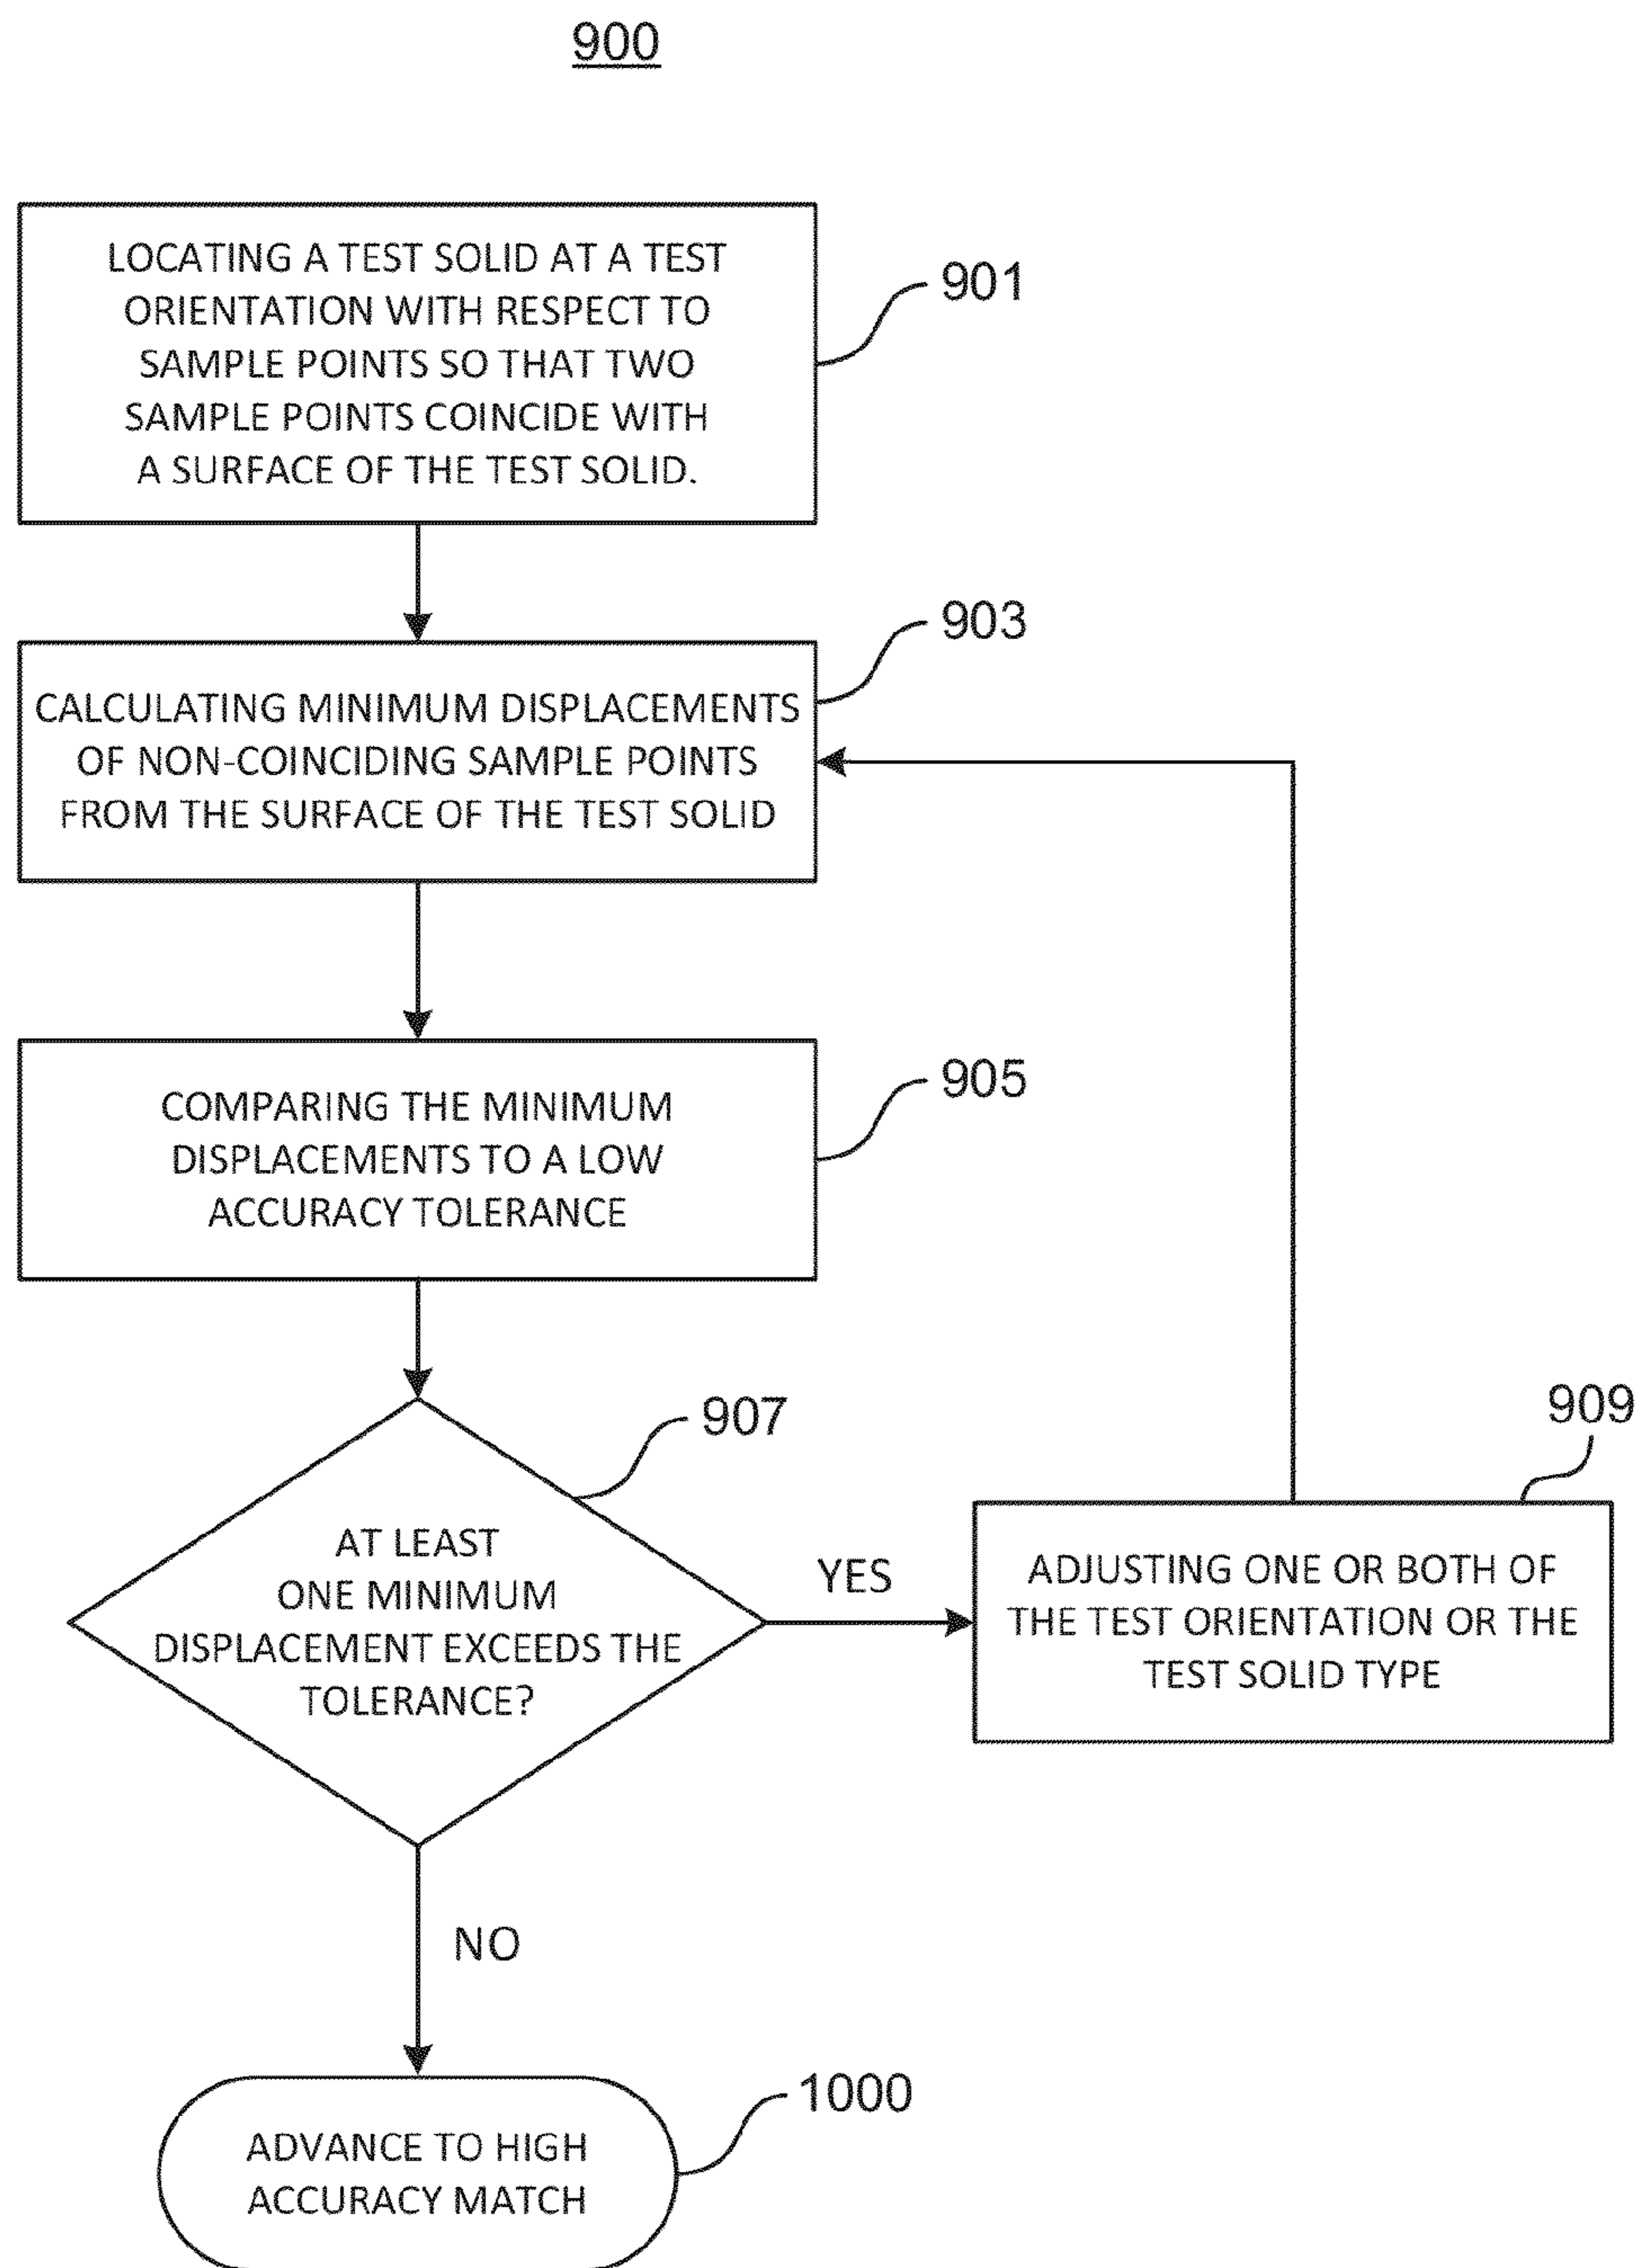 900
LOCATING A TEST SOLID AT A TEST
ORIENTATION WITH RESPECT TO
SAMPLE POINTS SO THAT TWO
SAMPLE POINTS COINCIDE WITH
A SURFACE OF THE TEST SOLID.
901
CALCULATING MINIMUM DISPLACEMENTS
OF NON-COINCIDING SAMPLE POINTS
FROM THE SURFACE OF THE TEST SOLID
903
COMPARING THE MINIMUM
DISPLACEMENTS TO A LOW
ACCURACY TOLERANCE
905
AT LEAST
ONE MINIMUM
DISPLACEMENT EXCEEDS THE
TOLERANCE?
907
YES
ADJUSTING ONE OR BOTH OF
THE TEST ORIENTATION OR THE
TEST SOLID TYPE
909
NO
ADVANCE TO HIGH
ACCURACY MATCH
1000